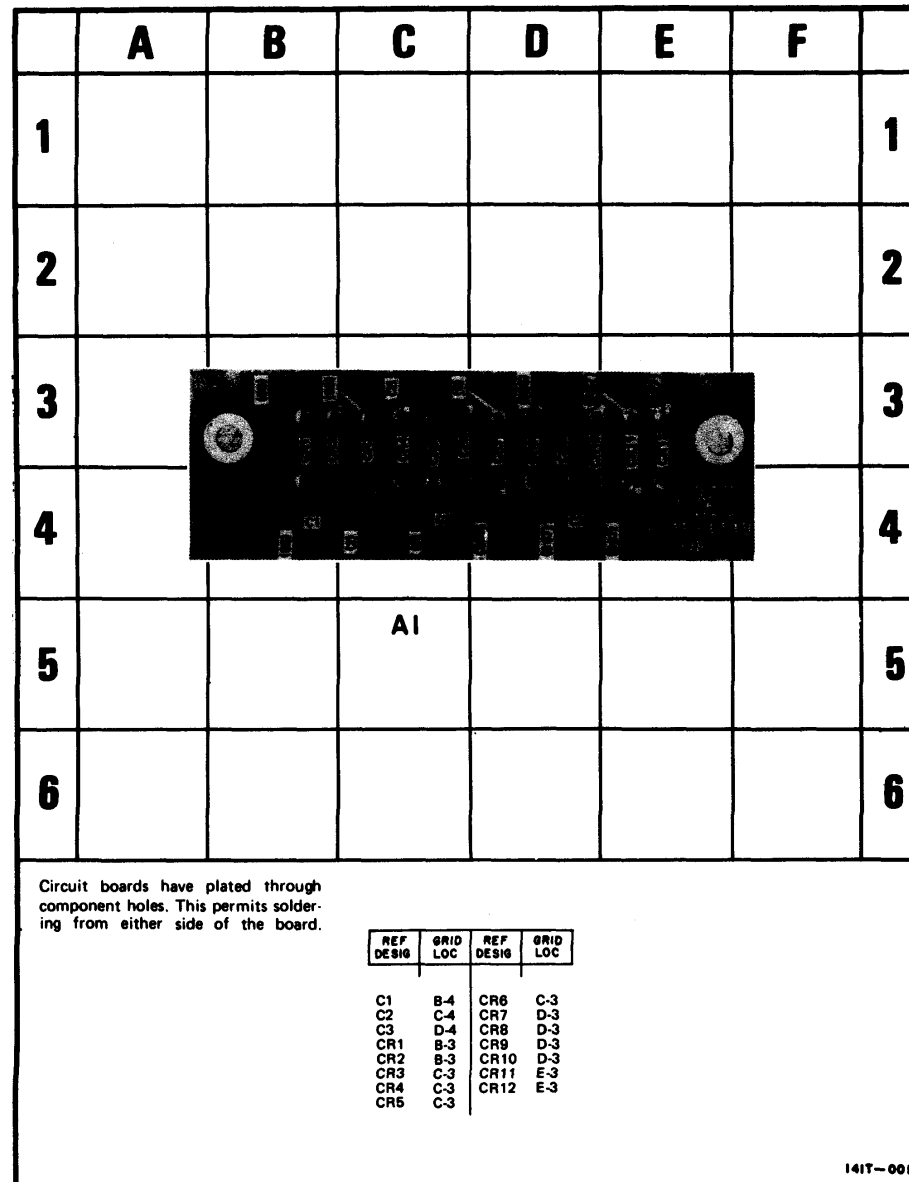 A B C D E F
1 1
2 2
3 3
4 4
A1
5 5
6 6
Circuit boards have plated through
component holes. This permits solder-
ing from either side of the board.
REF DESIG GRID LOC REF DESIG GRID LOC
C1 B-4 CR6 C-3
C2 C-4 CR7 D-3
C3 D-4 CR8 D-3
CR1 B-3 CR9 D-3
CR2 B-3 CR10 D-3
CR3 C-3 CR11 E-3
CR4 C-3 CR12 E-3
CR5 C-3